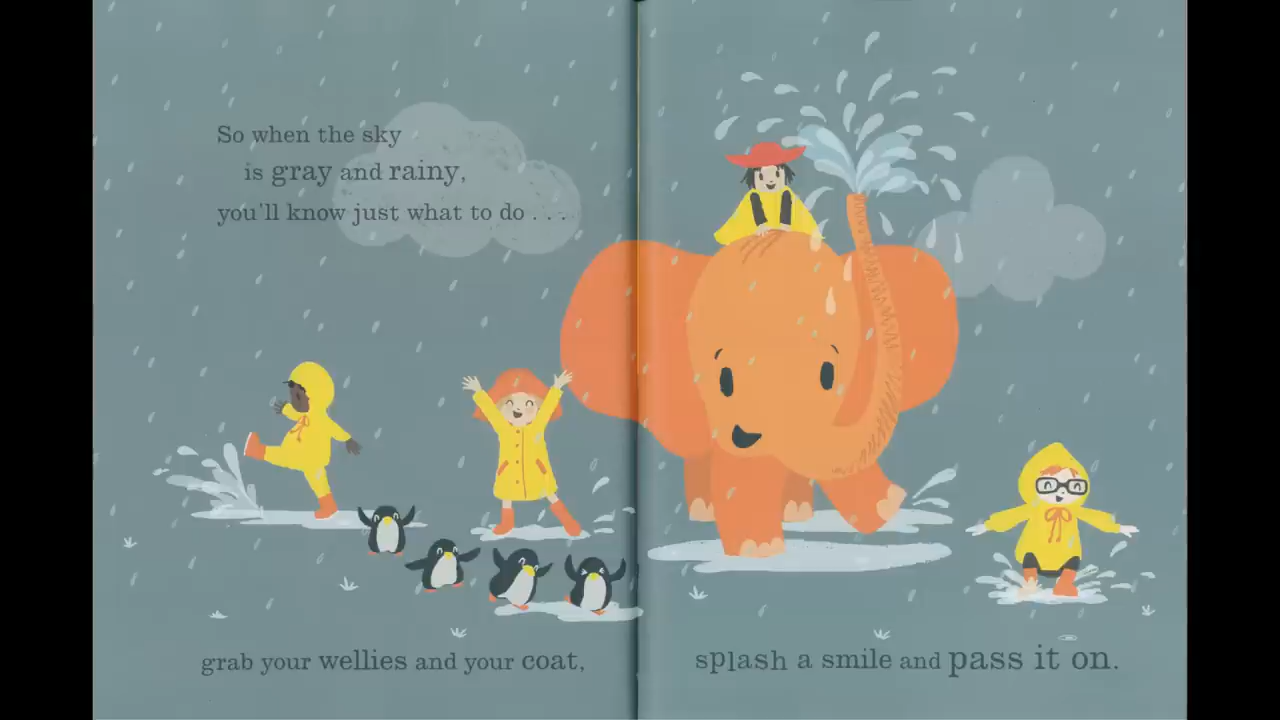 So when the sky
is gray and rainy,
you'll know just what to do . . .
grab your wellies and your coat,
splash a smile and pass it on.